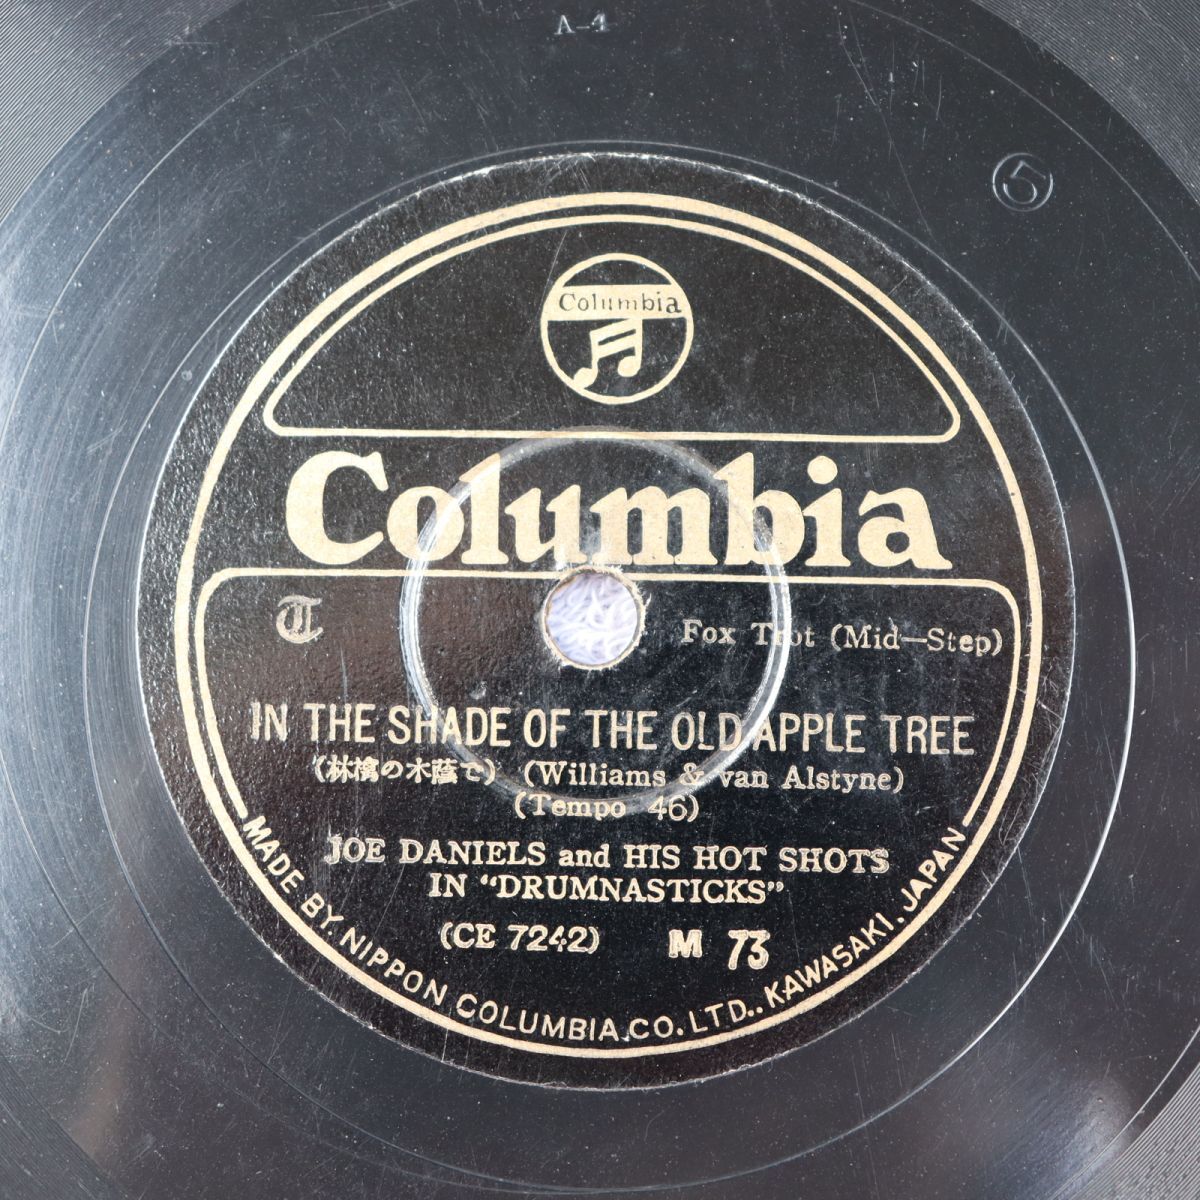 A-4
5
Columbia
Columbia
T
Fox Trot (Mid—Step)
IN THE SHADE OF THE OLD APPLE TREE
(林檎の木蔭で) (Williams & van Alstyne)
(Tempo 46)
JOE DANIELS and HIS HOT SHOTS
IN "DRUMNASTICKS"
(CE 7242) M 73
MADE BY NIPPON COLUMBIA CO. LTD., KAWASAKI. JAPAN